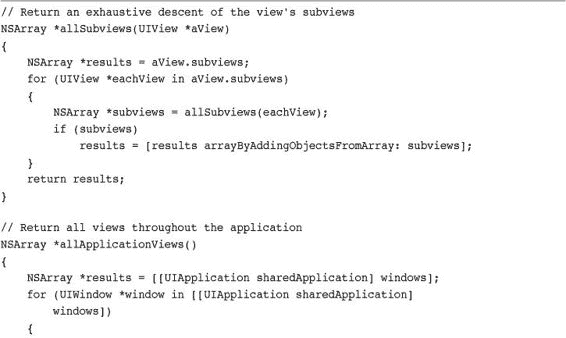 // Return an exhaustive descent of the view's subviews
NSArray *allSubviews(UIView *aView)
{
    NSArray *results = aView.subviews;
    for (UIView *eachView in aView.subviews)
    {
        NSArray *subviews = allSubviews(eachView);
        if (subviews)
            results = [results arrayByAddingObjectsFromArray: subviews];
    }
    return results;
}

// Return all views throughout the application
NSArray *allApplicationViews()
{
    NSArray *results = [[UIApplication sharedApplication] windows];
    for (UIWindow *window in [[UIApplication sharedApplication]
        windows])
    {